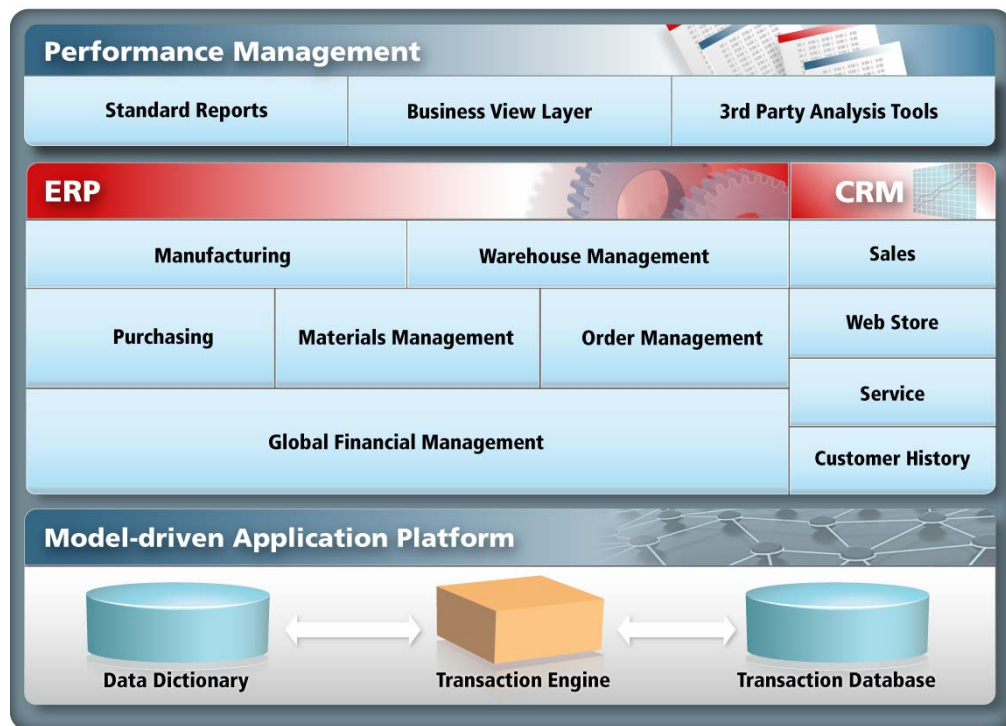 Performance Management
Standard Reports
Business View Layer
3rd Party Analysis Tools
ERP
CRM
Manufacturing
Warehouse Management
Sales
Purchasing
Materials Management
Order Management
Web Store
Service
Global Financial Management
Customer History
Model-driven Application Platform
Data Dictionary
Transaction Engine
Transaction Database